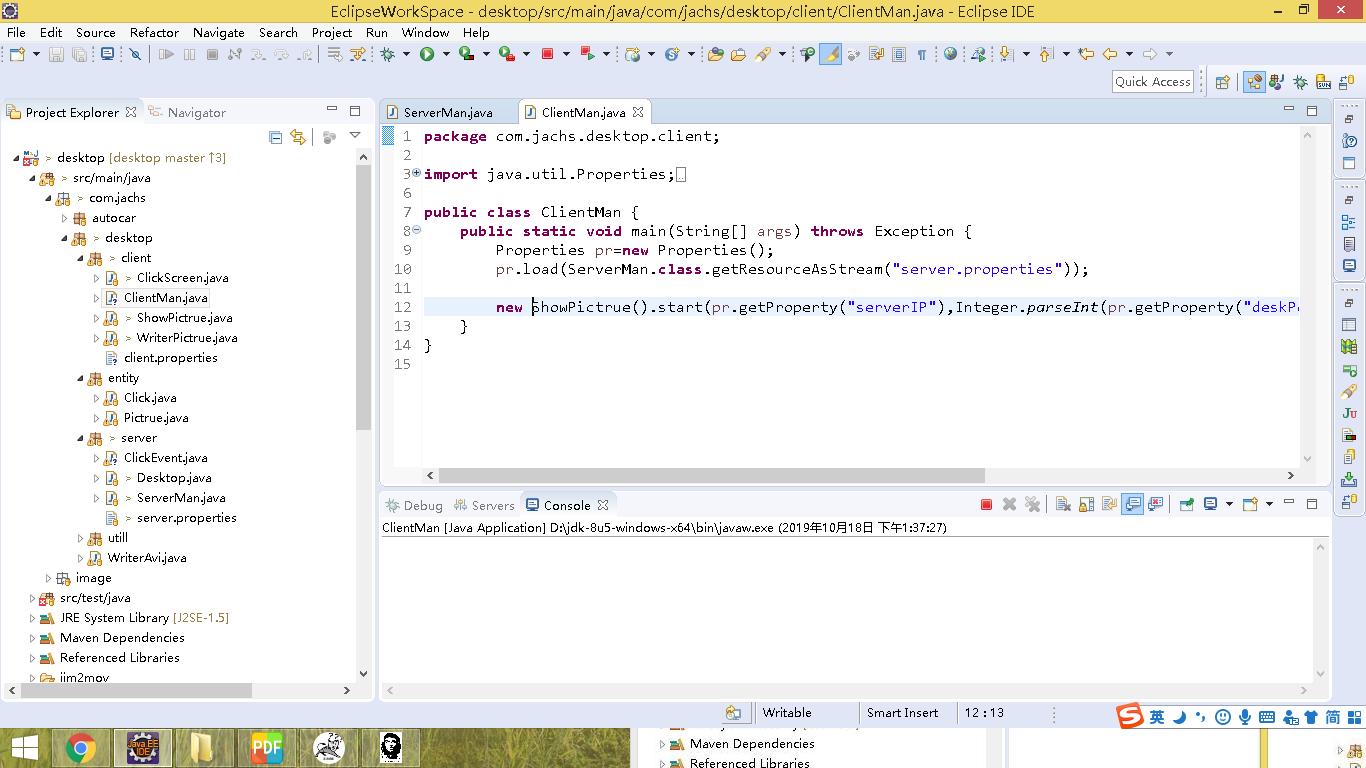 EclipseWorkSpace - desktop/src/main/java/com/jachs/desktop/client/ClientMan.java - Eclipse IDE
File Edit Source Refactor Navigate Search Project Run Window Help
Quick Access
Project Explorer
Navigator
> desktop [desktop master ↑3]
> src/main/java
> com.jachs
autocar
> desktop
> client
> ClickScreen.java
ClientMan.java
> ShowPictrue.java
> WriterPictrue.java
client.properties
entity
Click.java
Pictrue.java
> server
ClickEvent.java
> Desktop.java
> ServerMan.java
> server.properties
utill
WriterAvi.java
image
src/test/java
JRE System Library [J2SE-1.5]
Maven Dependencies
Referenced Libraries
jim2mov
ServerMan.java
ClientMan.java
1 package com.jachs.desktop.client;
2
3 import java.util.Properties;
6
7 public class ClientMan {
8 public static void main(String[] args) throws Exception {
9 Properties pr=new Properties();
10 pr.load(ServerMan.class.getResourceAsStream("server.properties"));
11
12 new ShowPictrue().start(pr.getProperty("serverIP"),Integer.parseInt(pr.getProperty("deskP
13 }
14 }
15
Debug Servers Console
ClientMan [Java Application] D:\jdk-8u5-windows-x64\bin\javaw.exe (2019年10月18日 下午1:37:27)
Ju
Writable
Smart Insert
12 : 13
S 英 简
Java EE IDE
PDF
Maven Dependencies
Referenced Libraries